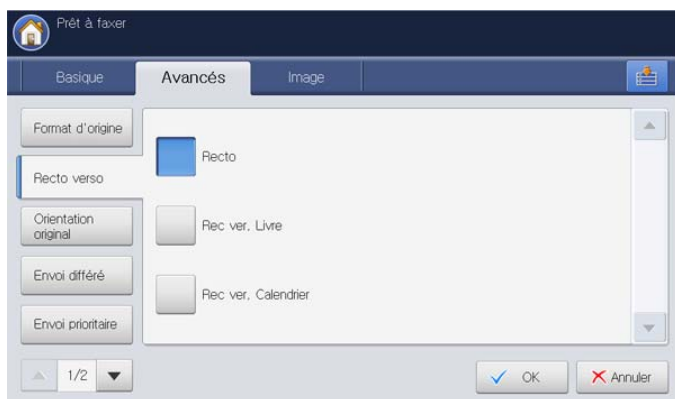 Prêt à faxer
Basique
Avancés
Image
Format d'origine
Recto verso
Orientation
original
Envoi différé
Envoi prioritaire
1/2
Recto
Rec ver, Livre
Rec ver, Calendrier
OK
Annuler